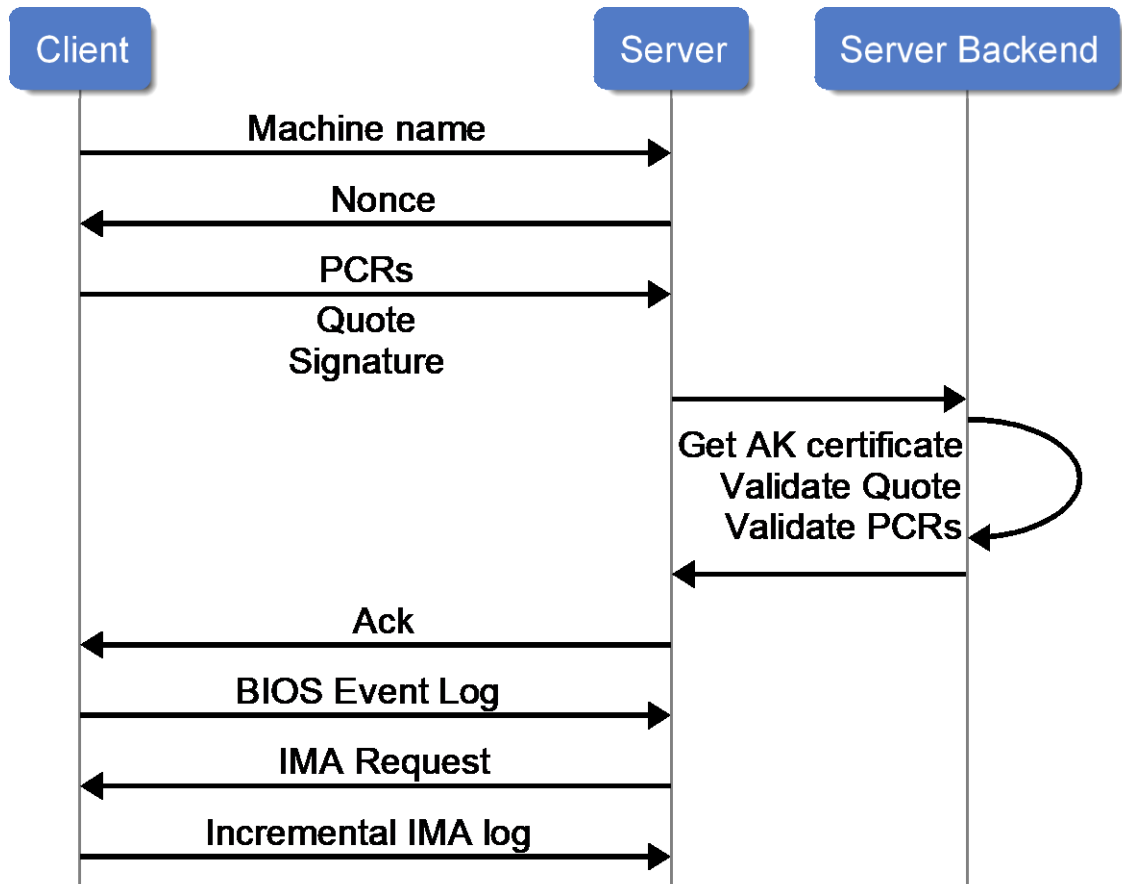 Client
Server
Server Backend
Machine name
Nonce
PCRs
Quote
Signature
Get AK certificate
Validate Quote
Validate PCRs
Ack
BIOS Event Log
IMA Request
Incremental IMA log